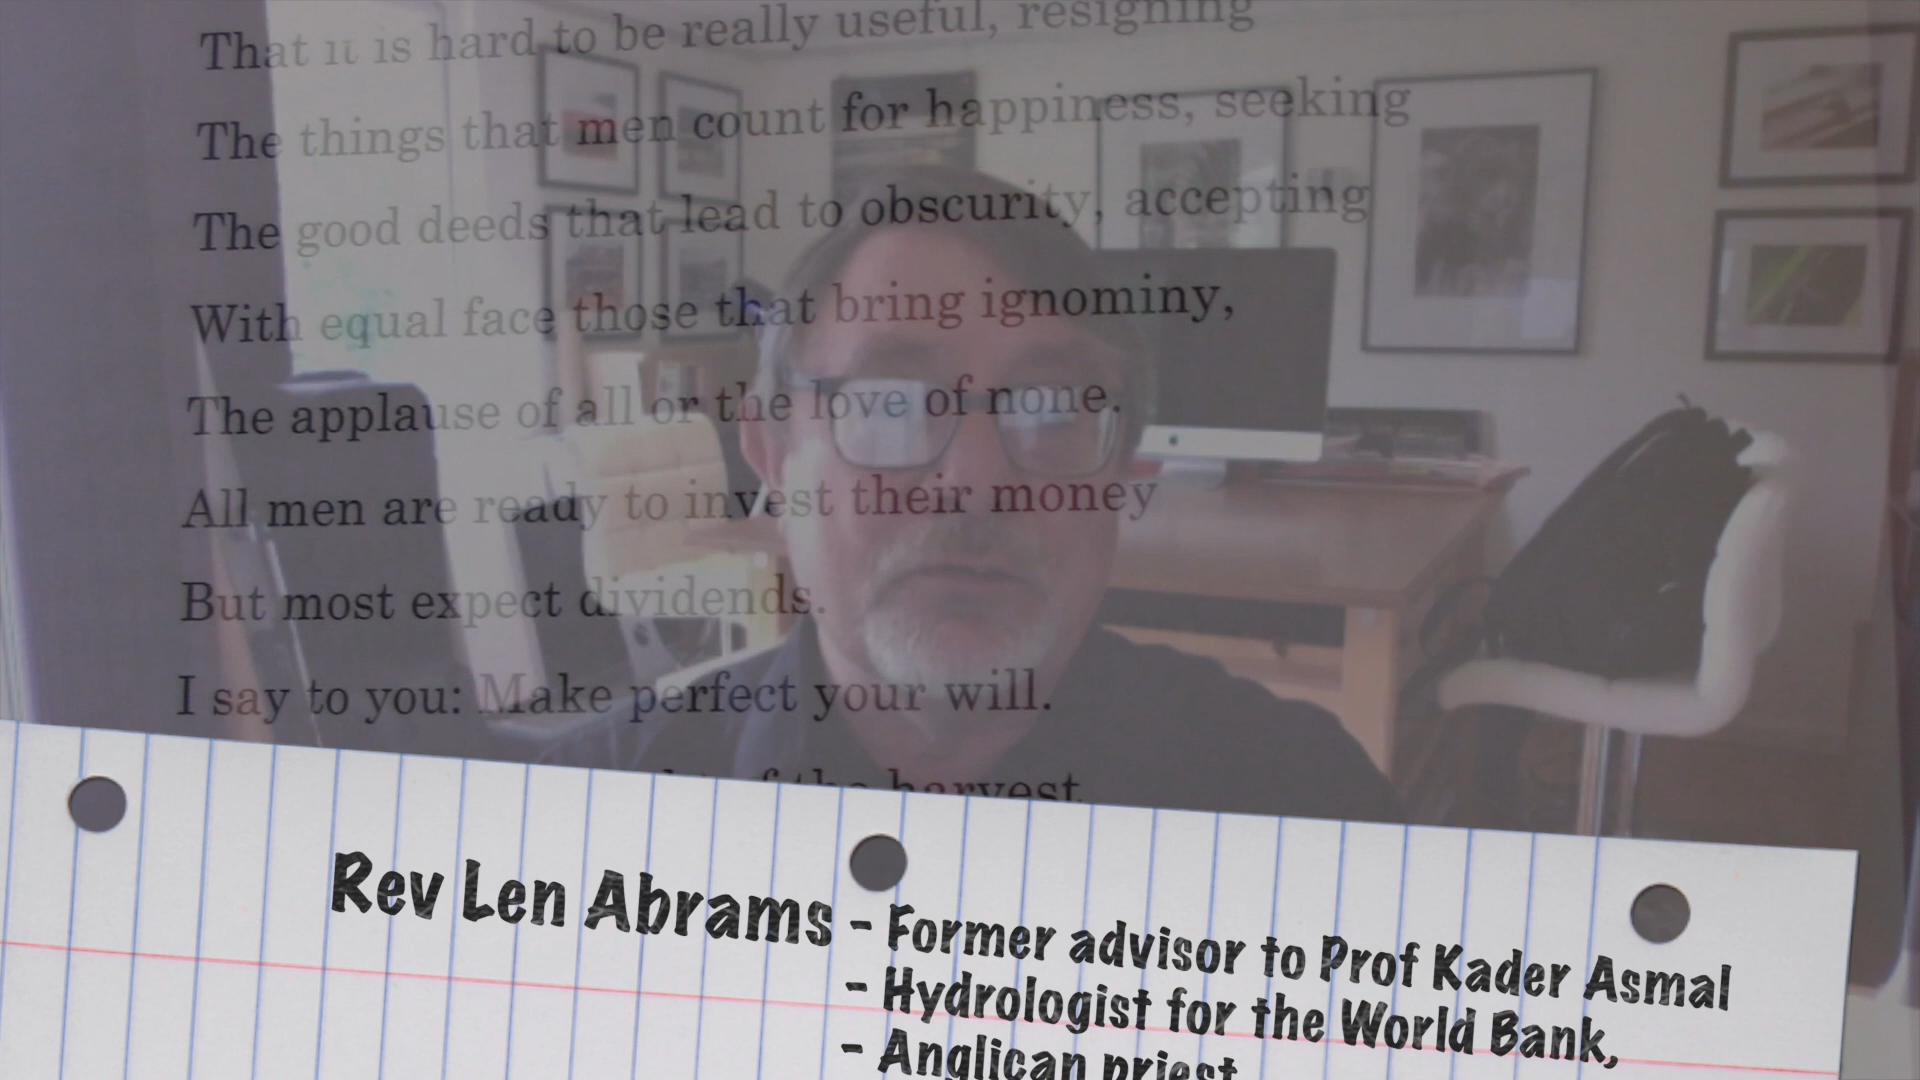 That it is hard to be really useful, resigning
The things that men count for happiness, seeking
The good deeds that lead to obscurity, accepting
With equal face those that bring ignominy,
The applause of all or the love of none.
All men are ready to invest their money
But most expect dividends.
I say to you: Make perfect your will.
of the harvest,
Rev Len Abrams - Former advisor to Prof Kader Asmal
- Hydrologist for the World Bank,
- Anglican priest